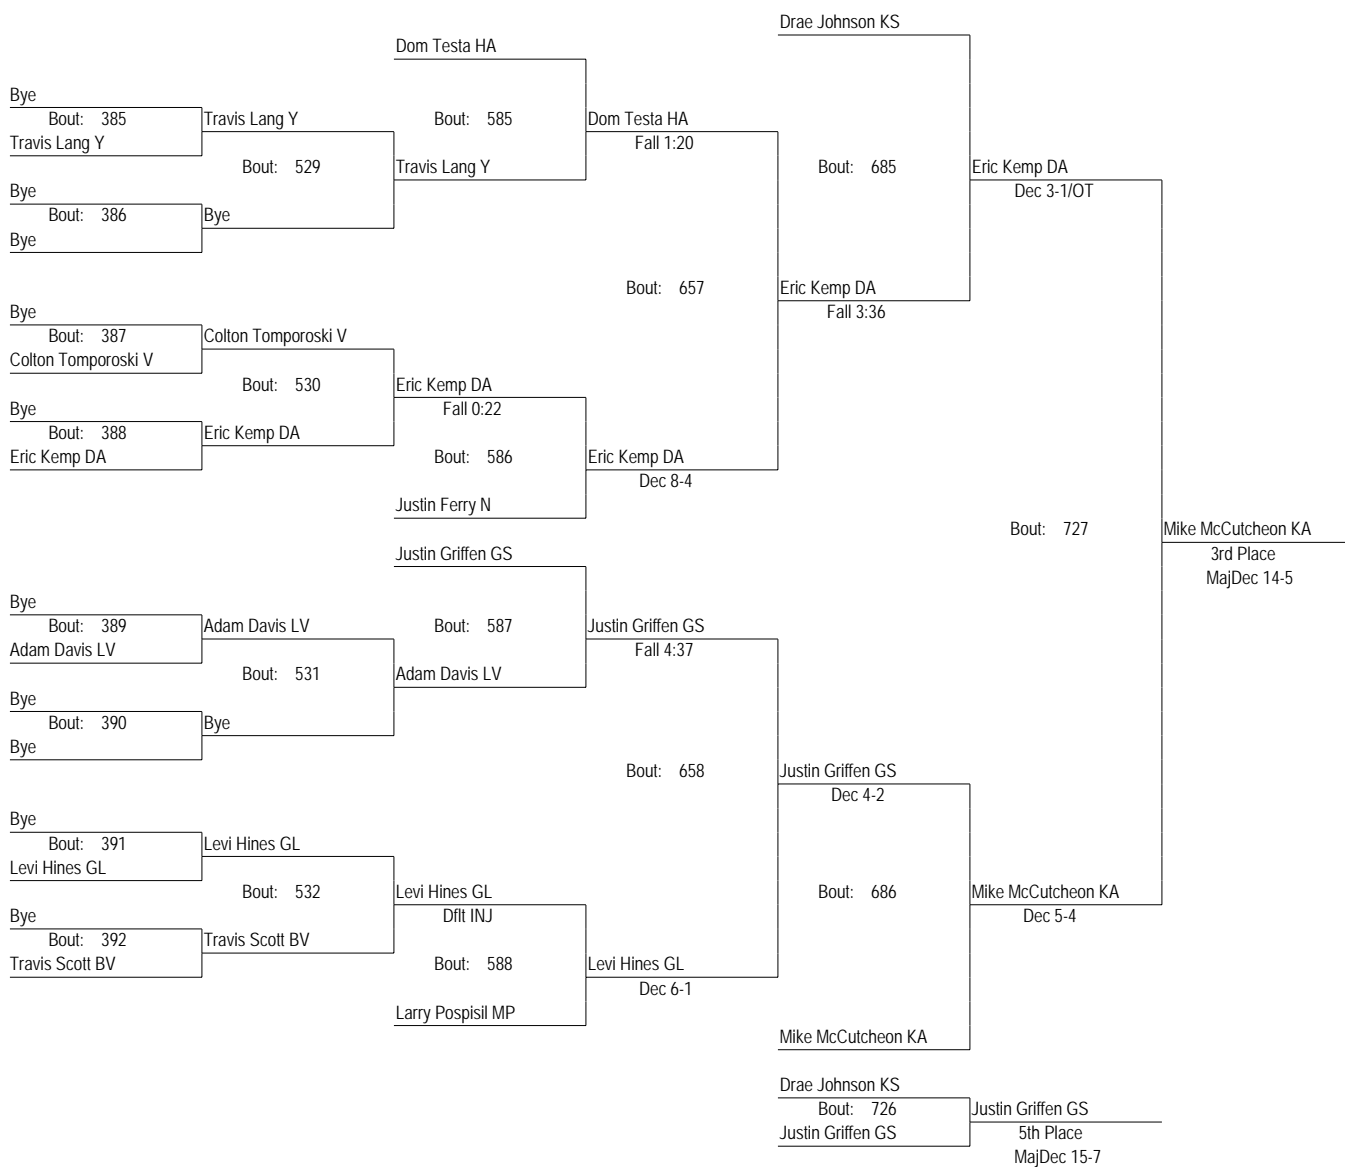 Drae Johnson KS
Dom Testa HA
Bye
Bout: 385
Travis Lang Y
Bout: 585
Dom Testa HA
Travis Lang Y
Fall 1:20
Bout: 529
Travis Lang Y
Bout: 685
Eric Kemp DA
Bye
Dec 3-1/OT
Bout: 386
Bye
Bye
Bout: 657
Eric Kemp DA
Bye
Fall 3:36
Bout: 387
Colton Tomporoski V
Colton Tomporoski V
Bout: 530
Eric Kemp DA
Bye
Fall 0:22
Bout: 388
Eric Kemp DA
Eric Kemp DA
Bout: 586
Eric Kemp DA
Dec 8-4
Justin Ferry N
Bout: 727
Mike McCutcheon KA
Justin Griffen GS
3rd Place
MajDec 14-5
Bye
Bout: 389
Adam Davis LV
Bout: 587
Justin Griffen GS
Adam Davis LV
Fall 4:37
Bout: 531
Adam Davis LV
Bye
Bout: 390
Bye
Bye
Bout: 658
Justin Griffen GS
Dec 4-2
Bye
Bout: 391
Levi Hines GL
Levi Hines GL
Bout: 532
Levi Hines GL
Bout: 686
Mike McCutcheon KA
Bye
Dflt INJ
Dec 5-4
Bout: 392
Travis Scott BV
Travis Scott BV
Bout: 588
Levi Hines GL
Dec 6-1
Larry Pospisil MP
Mike McCutcheon KA
Drae Johnson KS
Bout: 726
Justin Griffen GS
Justin Griffen GS
5th Place
MajDec 15-7